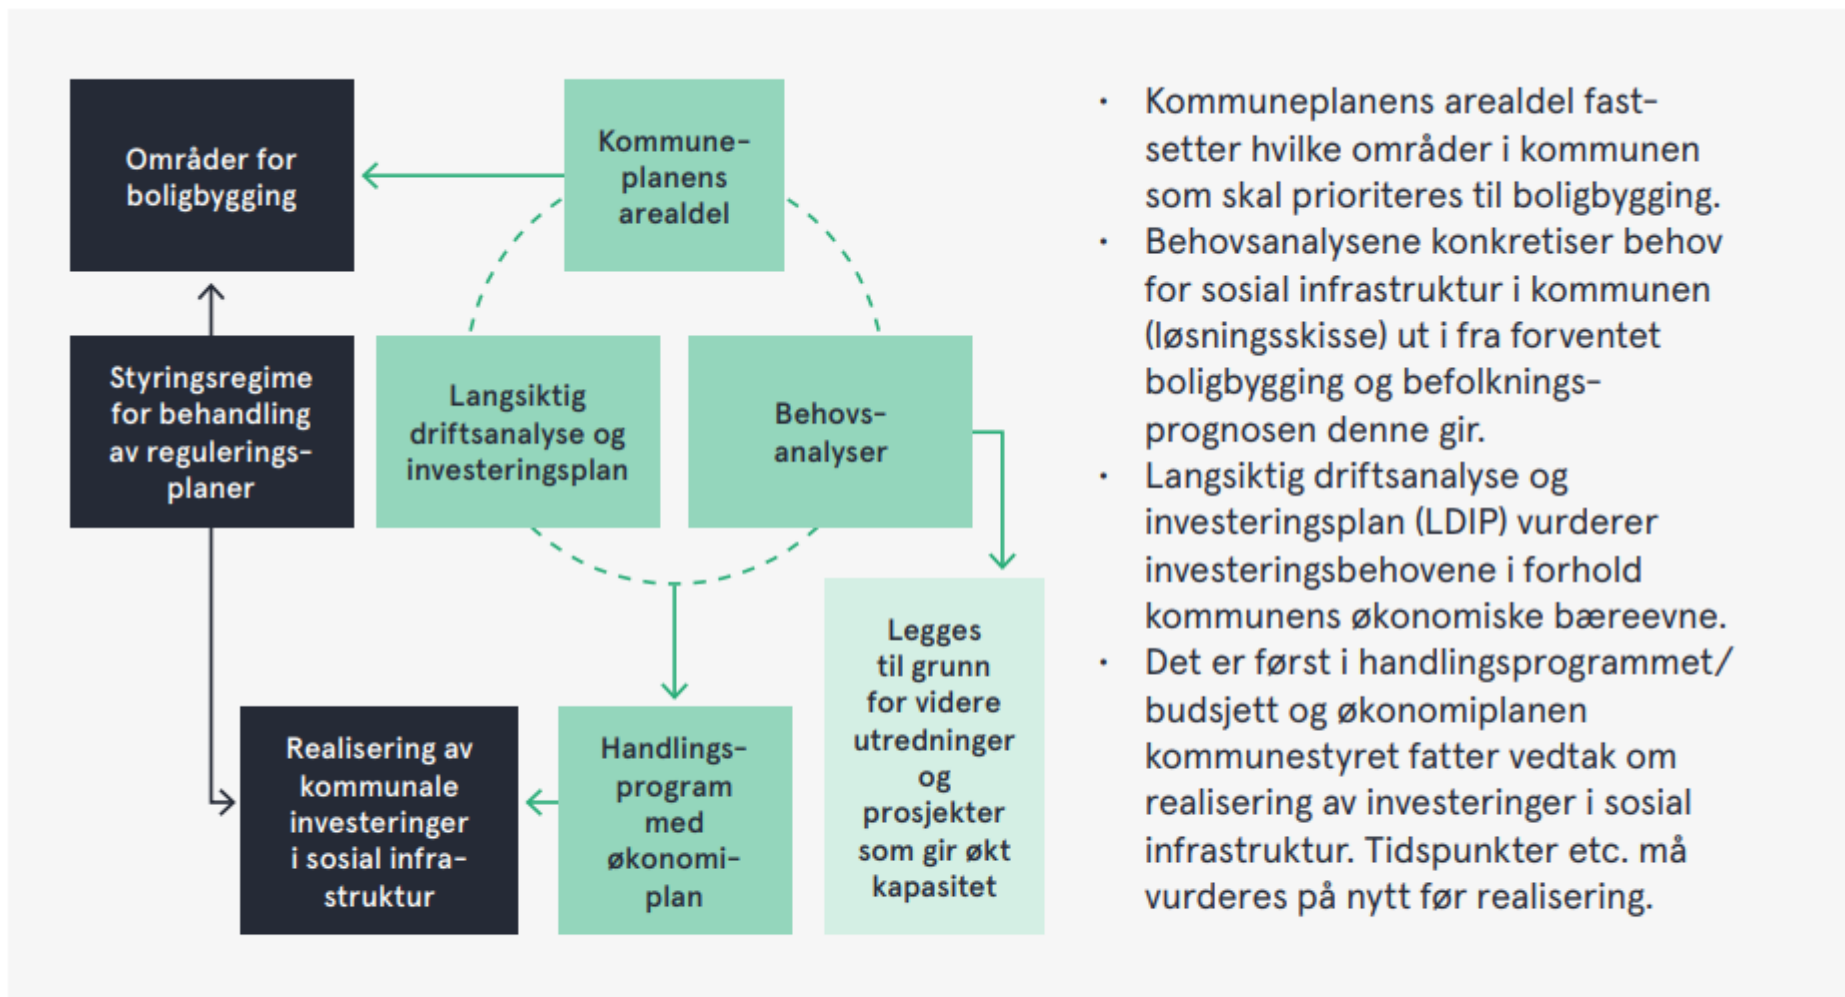 Områder for
boligbygging
Kommune-
planens
arealdel
Styringsregime
for behandling
av regulerings-
planer
Langsiktig
driftsanalyse og
investeringsplan
Behovs-
analyser
Realisering av
kommunale
investeringer
i sosial infra-
struktur
Handlings-
program
med
økonomi-
plan
Legges
til grunn
for videre
utredninger
og
prosjekter
som gir økt
kapasitet
· Kommuneplanens arealdel fast-
setter hvilke områder i kommunen
som skal prioriteres til boligbygging.
· Behovsanalysene konkretiser behov
for sosial infrastruktur i kommunen
(løsningsskisse) ut i fra forventet
boligbygging og befolknings-
prognosen denne gir.
· Langsiktig driftsanalyse og
investeringsplan (LDIP) vurderer
investeringsbehovene i forhold
kommunens økonomiske bæreevne.
· Det er først i handlingsprogrammet/
budsjett og økonomiplanen
kommunestyret fatter vedtak om
realisering av investeringer i sosial
infrastruktur. Tidspunkter etc. må
vurderes på nytt før realisering.